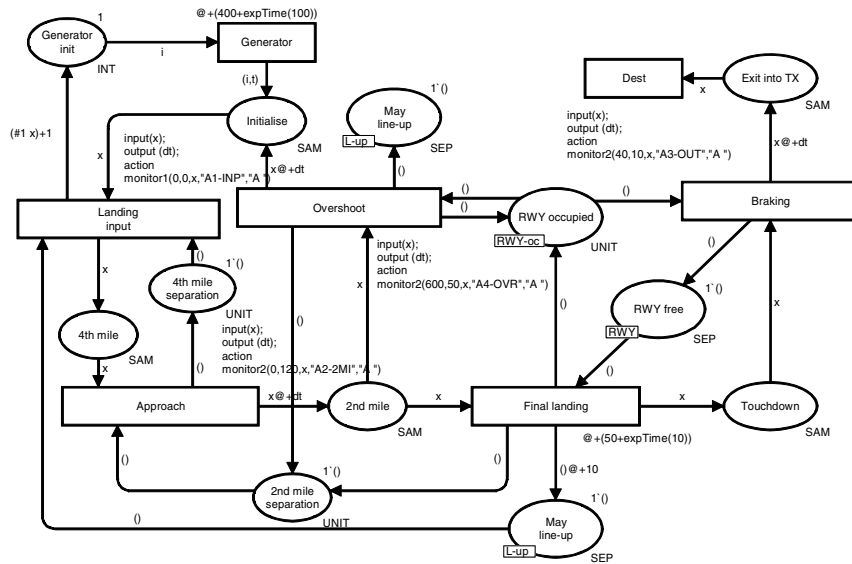 1
@+(400+expTime(100))
Generator
init
i
Generator
INT
(i,t)
1`()
May
line-up
L-up
SEP
Dest
x
Exit into TX
SAM
(#1 x)+1
x
input(x);
output (dt);
action
monitor1(0,0,x,"A1-INP","A ")
Initialise
SAM
x@+dt
()
input(x);
output (dt);
action
monitor2(40,10,x,"A3-OUT","A ")
x@+dt
Landing
input
Overshoot
()
()
RWY occupied
RWY-oc
UNIT
()
Braking
x
()
1`()
4th mile
separation
UNIT
input(x);
output (dt);
action
monitor2(600,50,x,"A4-OVR","A ")
x
()
1`()
RWY free
RWY
SEP
()
x
4th mile
SAM
x
()
input(x);
output (dt);
action
monitor2(0,120,x,"A2-2MI","A ")
()
()
Approach
x@+dt
2nd mile
SAM
x
Final landing
@+(50+expTime(10))
x
Touchdown
SAM
()
1`()
2nd mile
separation
UNIT
()
()@+10
()
1`()
May
line-up
L-up
SEP